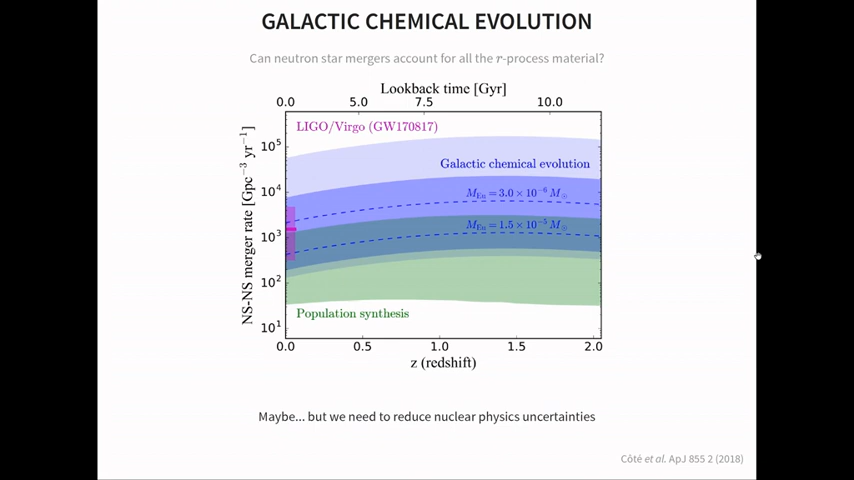 GALACTIC CHEMICAL EVOLUTION
Can neutron star mergers account for all the r-process material?
Lookback time [Gyr]
0.0 5.0 7.5 10.0
LIGO/Virgo (GW170817)
Galactic chemical evolution
M_Eu = 3.0 × 10^-6 M_⊙
M_Eu = 1.5 × 10^-5 M_⊙
Population synthesis
NS-NS merger rate [Gpc^-3 yr^-1]
10^5
10^4
10^3
10^2
10^1
0.0 0.5 1.0 1.5 2.0
z (redshift)
Maybe... but we need to reduce nuclear physics uncertainties
Côté et al. ApJ 855 2 (2018)